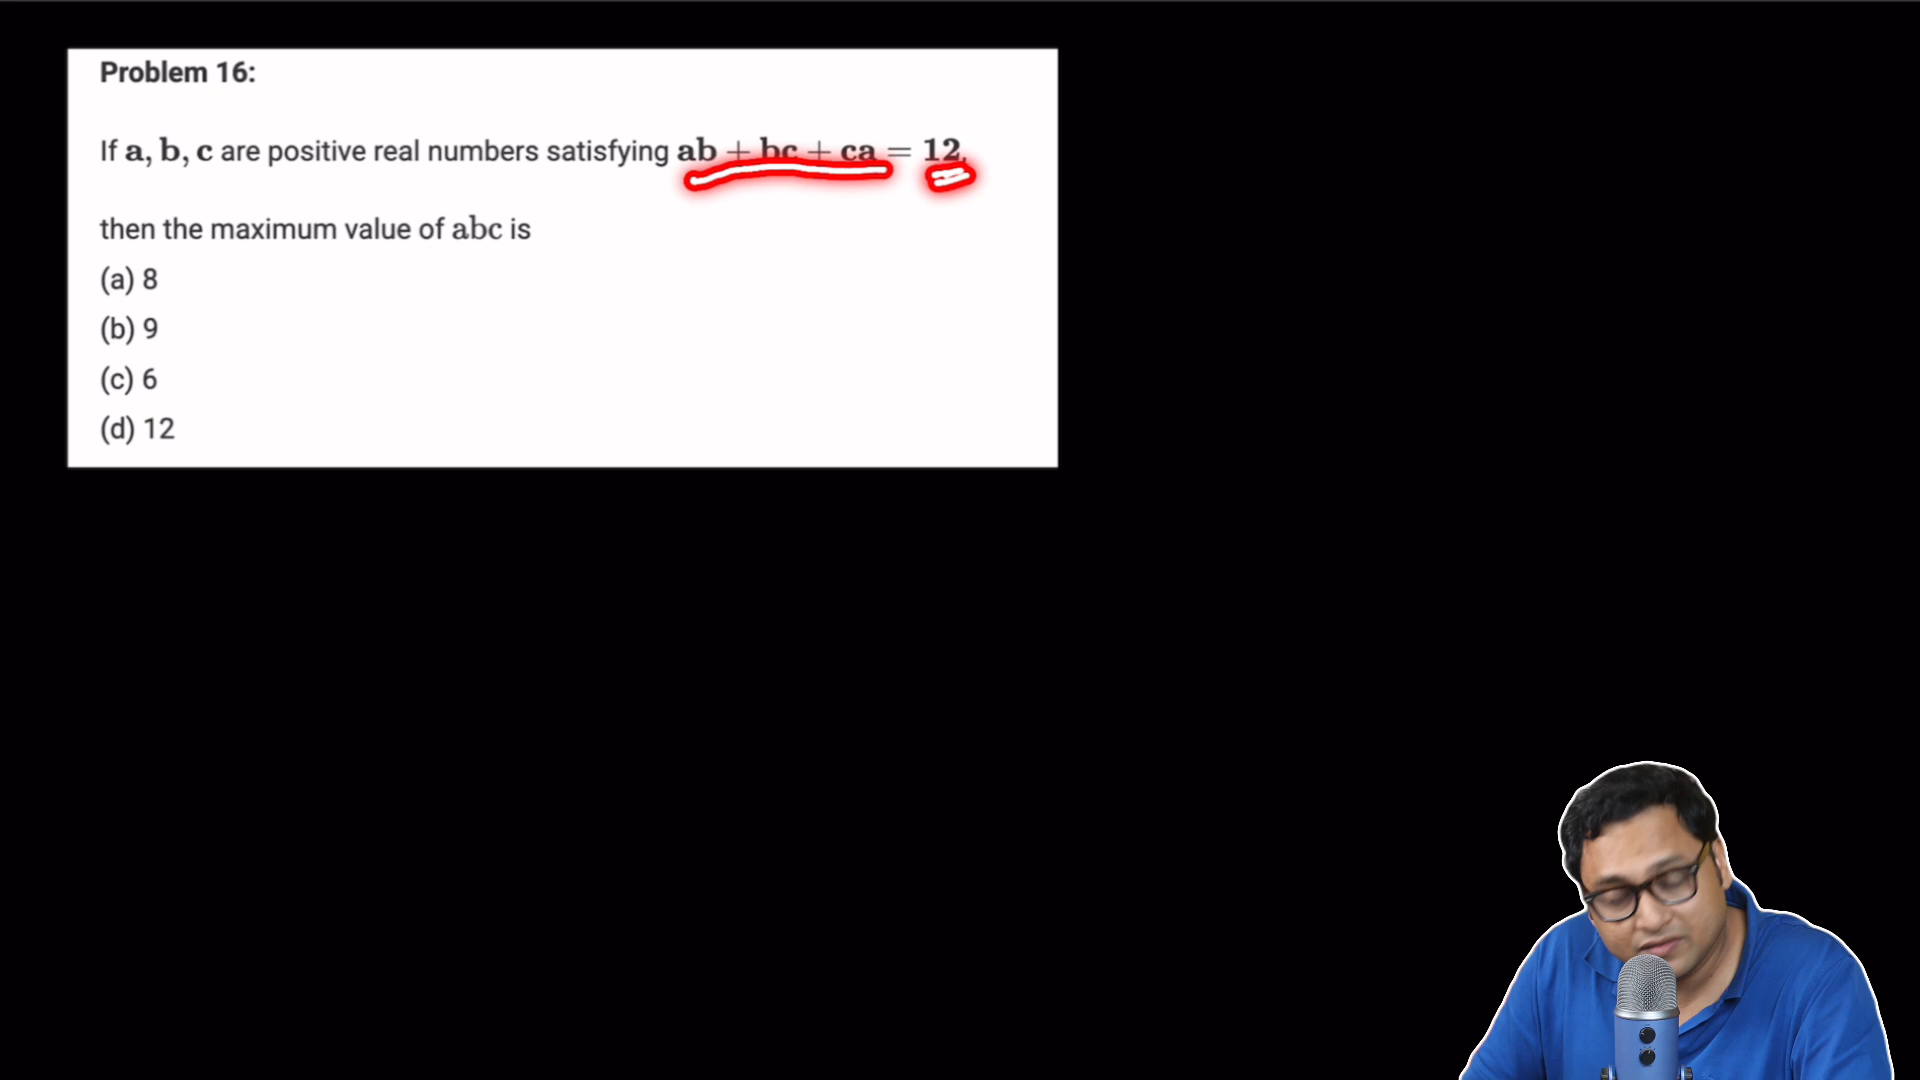 Problem 16:
If a, b, c are positive real numbers satisfying ab + bc + ca = 12,
then the maximum value of abc is
(a) 8
(b) 9
(c) 6
(d) 12